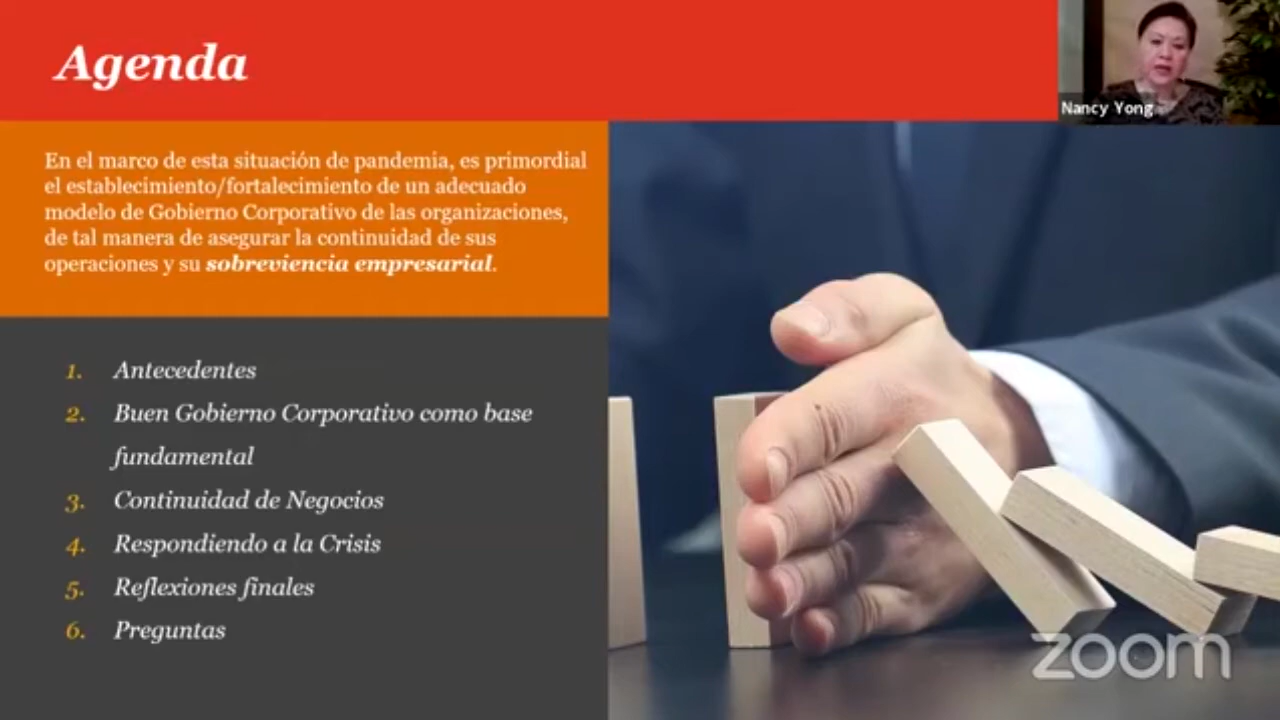 Agenda
Nancy Yong
En el marco de esta situación de pandemia, es primordial
el establecimiento/fortalecimiento de un adecuado
modelo de Gobierno Corporativo de las organizaciones,
de tal manera de asegurar la continuidad de sus
operaciones y su sobreviencia empresarial.
1. Antecedentes
2. Buen Gobierno Corporativo como base
fundamental
3. Continuidad de Negocios
4. Respondiendo a la Crisis
5. Reflexiones finales
6. Preguntas
zoom